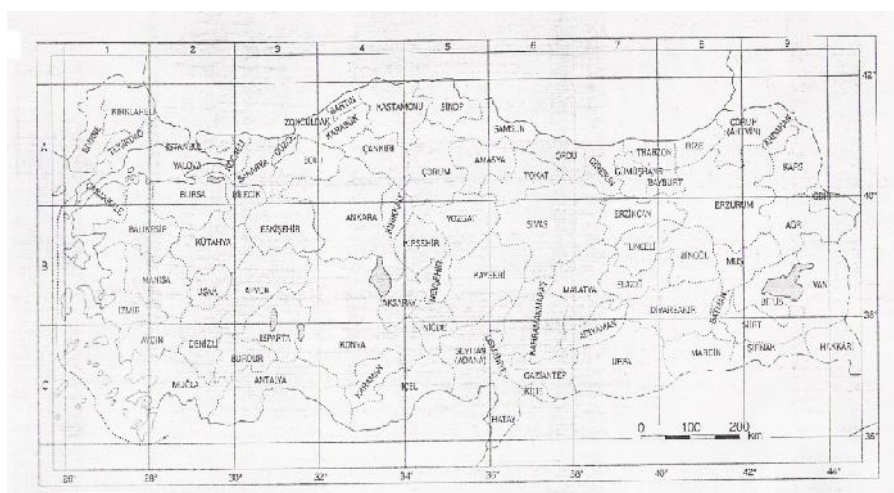 1 2 3 4 5 6 7 8 9
42°
KIRKLARELİ
EDİRNE
TEKİRDAĞ
İSTANBUL
KOCAELİ
YALOVA
SAKARYA
DÜZCE
ZONGULDAK
BARTIN
KARABÜK
KASTAMONU
SİNOP
SAMSUN
ÇORUH
(ARTVİN)
ARDAHAN
A
BOLU
ÇANKIRI
ÇORUM
AMASYA
TOKAT
ORDU
GİRESUN
TRABZON
RİZE
GÜMÜŞHANE
BAYBURT
KARS
ÇANAKKALE
BURSA
BİLECİK
40°
BALIKESİR
KÜTAHYA
ESKİŞEHİR
ANKARA
KIRIKKALE
YOZGAT
SİVAS
ERZİNCAN
ERZURUM
AĞRI
KIRŞEHİR
TUNCELİ
BİNGÖL
MUŞ
B
MANİSA
UŞAK
AFYON
AKSARAY
NEVŞEHİR
KAYSERİ
MALATYA
ELAZIĞ
BİTLİS
VAN
38°
İZMİR
KAHRAMANMARAŞ
DİYARBAKIR
BATMAN
SİİRT
AYDIN
DENİZLİ
BURDUR
ISPARTA
KONYA
NİĞDE
SEYHAN
(ADANA)
ADIYAMAN
URFA
MARDİN
ŞIRNAK
HAKKARİ
C
MUĞLA
ANTALYA
KARAMAN
İÇEL
GAZİANTEP
HATAY
0 100 200
km
36°
26° 28° 30° 32° 34° 36° 38° 40° 42° 44°